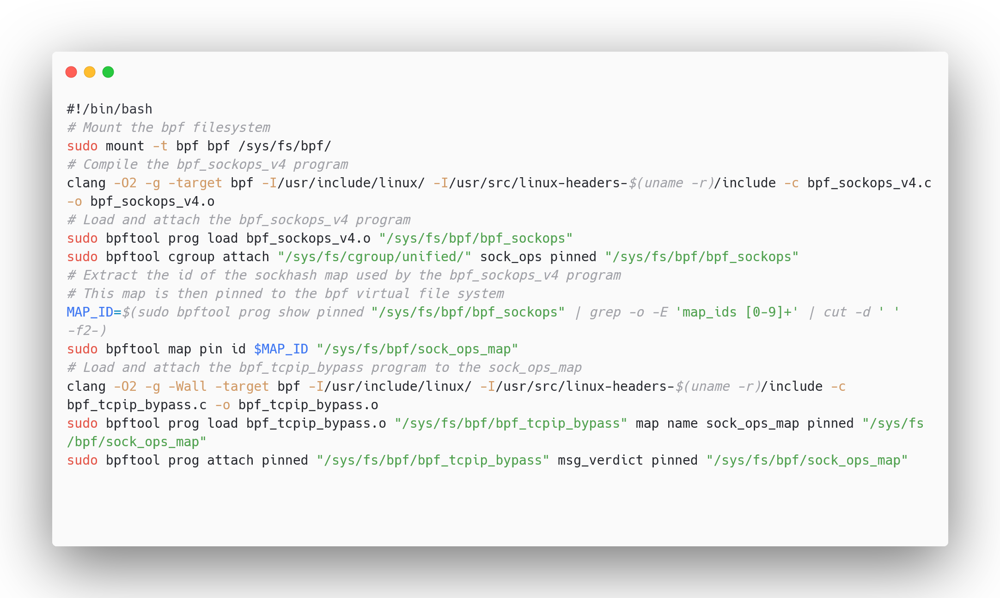 #!/bin/bash
# Mount the bpf filesystem
sudo mount -t bpf bpf /sys/fs/bpf/
# Compile the bpf_sockops_v4 program
clang -O2 -g -target bpf -I/usr/include/linux/ -I/usr/src/linux-headers-$(uname -r)/include -c bpf_sockops_v4.c
-o bpf_sockops_v4.o
# Load and attach the bpf_sockops_v4 program
sudo bpftool prog load bpf_sockops_v4.o "/sys/fs/bpf/bpf_sockops"
sudo bpftool cgroup attach "/sys/fs/cgroup/unified/" sock_ops pinned "/sys/fs/bpf/bpf_sockops"
# Extract the id of the sockhash map used by the bpf_sockops_v4 program
# This map is then pinned to the bpf virtual file system
MAP_ID=$(sudo bpftool prog show pinned "/sys/fs/bpf/bpf_sockops" | grep -o -E 'map_ids [0-9]+' | cut -d ' '
-f2-)
sudo bpftool map pin id $MAP_ID "/sys/fs/bpf/sock_ops_map"
# Load and attach the bpf_tcpip_bypass program to the sock_ops_map
clang -O2 -g -Wall -target bpf -I/usr/include/linux/ -I/usr/src/linux-headers-$(uname -r)/include -c
bpf_tcpip_bypass.c -o bpf_tcpip_bypass.o
sudo bpftool prog load bpf_tcpip_bypass.o "/sys/fs/bpf/bpf_tcpip_bypass" map name sock_ops_map pinned "/sys/fs
/bpf/sock_ops_map"
sudo bpftool prog attach pinned "/sys/fs/bpf/bpf_tcpip_bypass" msg_verdict pinned "/sys/fs/bpf/sock_ops_map"